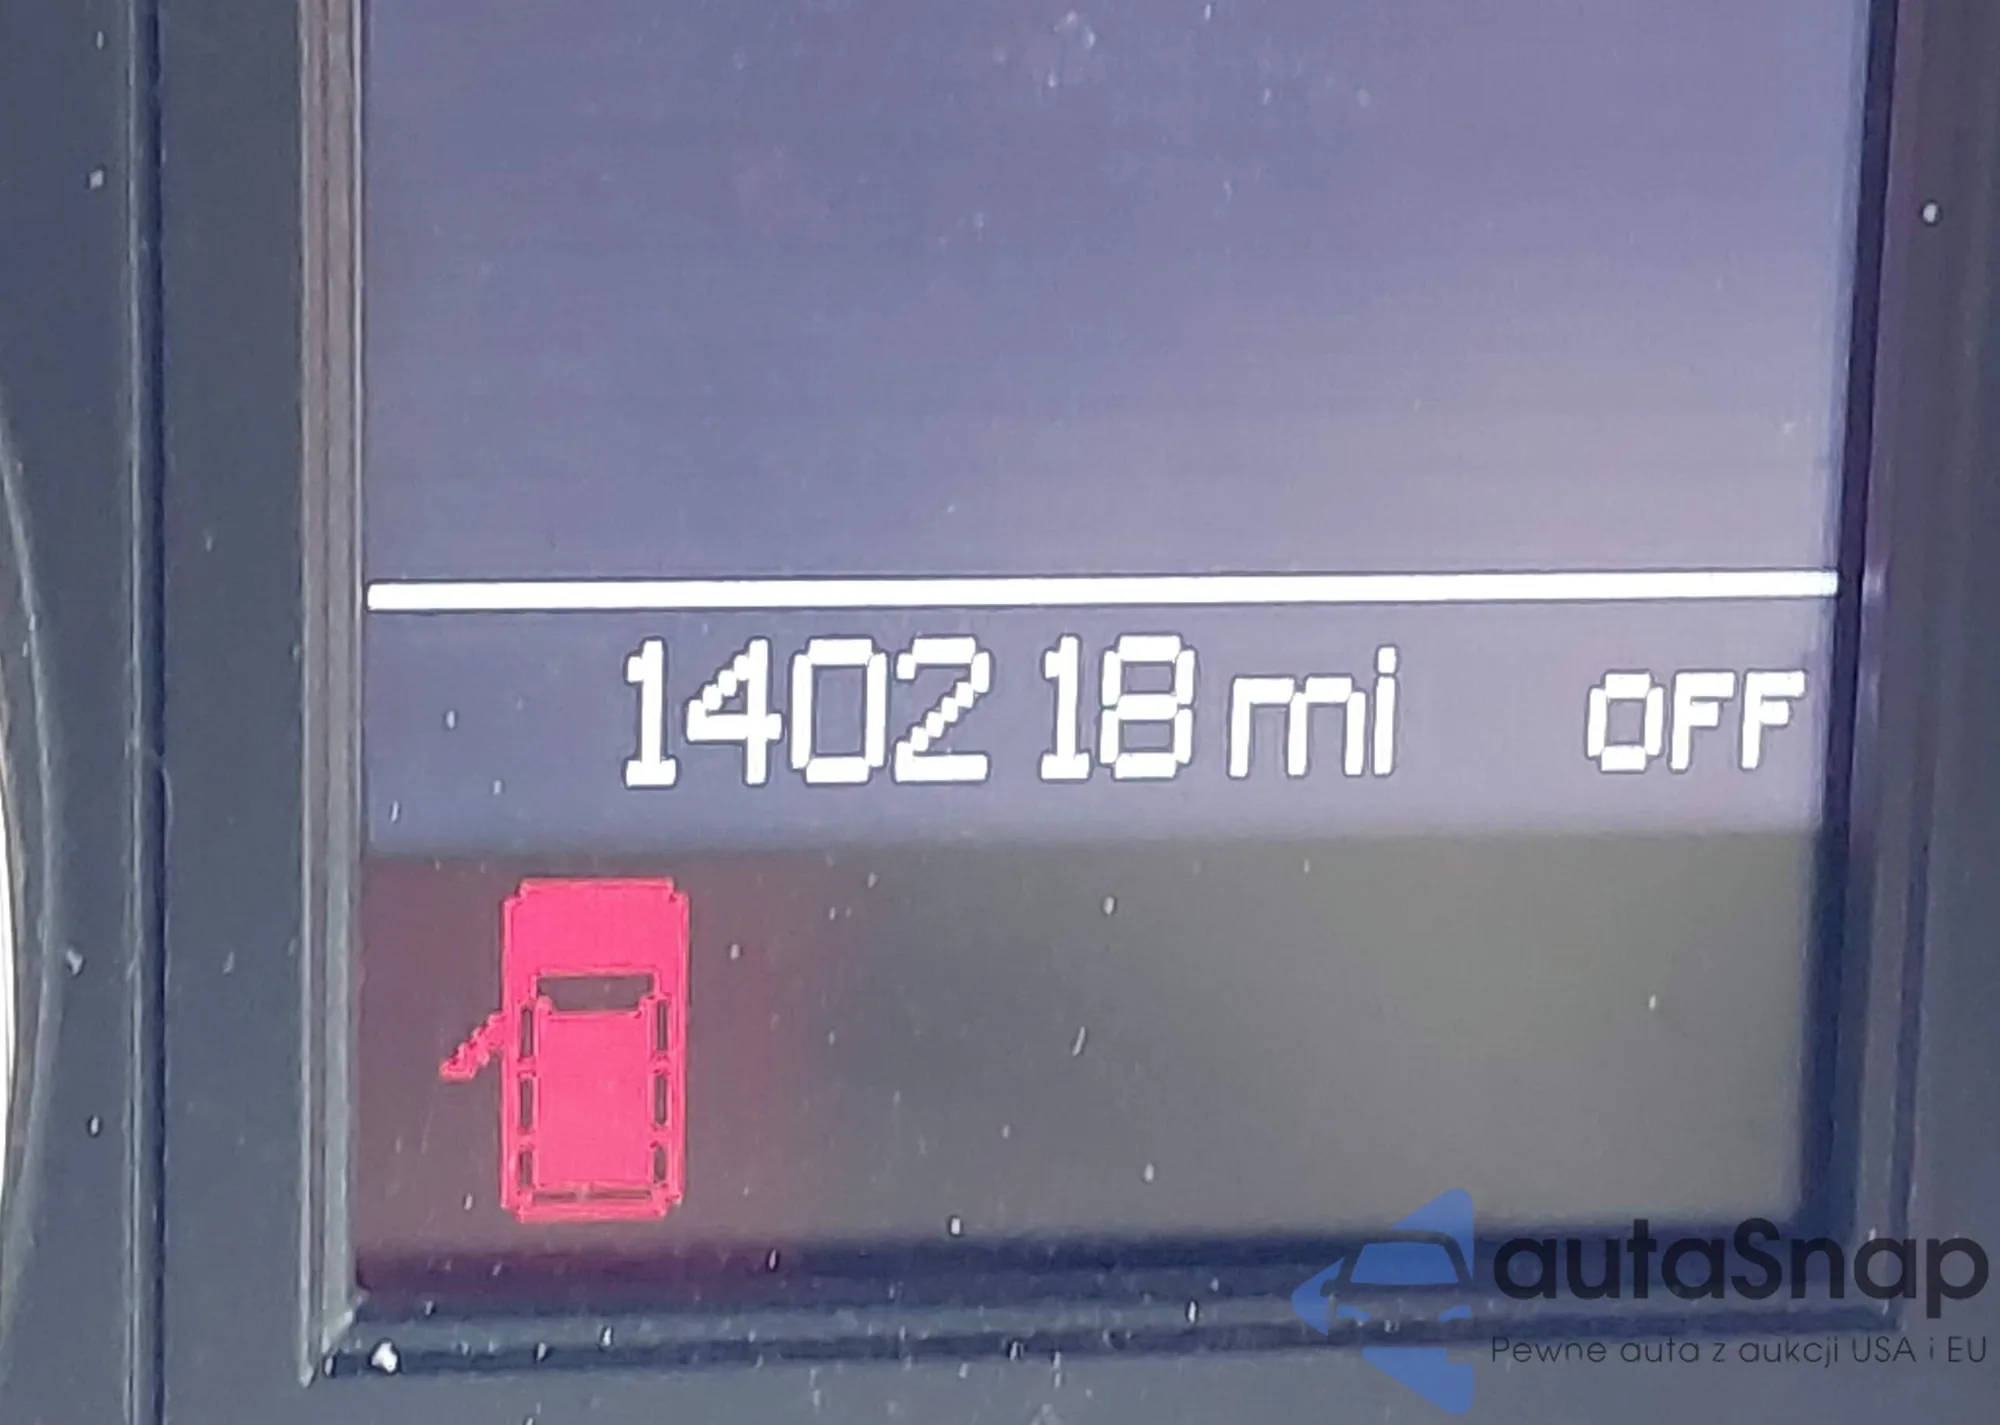 140218 mi OFF
autaSnap
Pewne auta z aukcji USA i EU